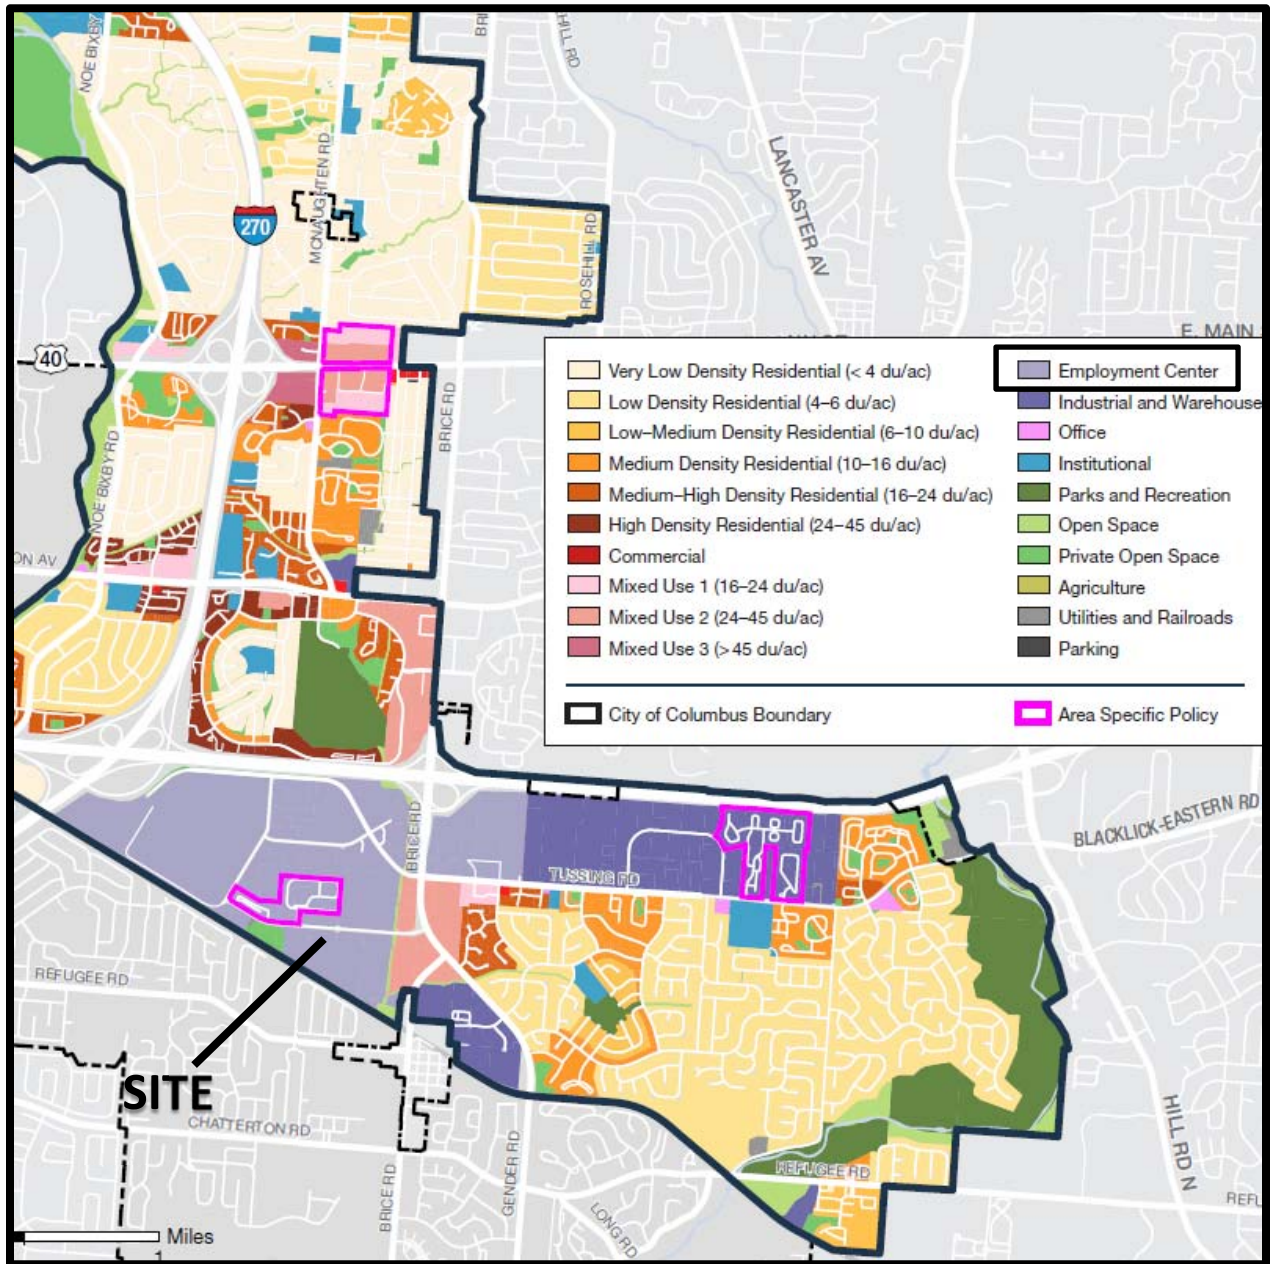 NOE BIXBY
BRI
HILL RD
MCNAUGHTEN RD
LANCASTER AV
270
ROSEHILL RD
E. MAIN
40
BRICE RD
NOE BIXBY RD
ON AV
Very Low Density Residential (< 4 du/ac)
Low Density Residential (4–6 du/ac)
Low–Medium Density Residential (6–10 du/ac)
Medium Density Residential (10–16 du/ac)
Medium–High Density Residential (16–24 du/ac)
High Density Residential (24–45 du/ac)
Commercial
Mixed Use 1 (16–24 du/ac)
Mixed Use 2 (24–45 du/ac)
Mixed Use 3 (>45 du/ac)
Employment Center
Industrial and Warehouse
Office
Institutional
Parks and Recreation
Open Space
Private Open Space
Agriculture
Utilities and Railroads
Parking
City of Columbus Boundary
Area Specific Policy
BRICE RD
BLACKLICK-EASTERN RD
TUSSING RD
REFUGEE RD
SITE
CHATTERTON RD
HILL RD N
REFUGEE RD
REFU
BRICE RD
GENDER RD
LONG RD
Miles
1